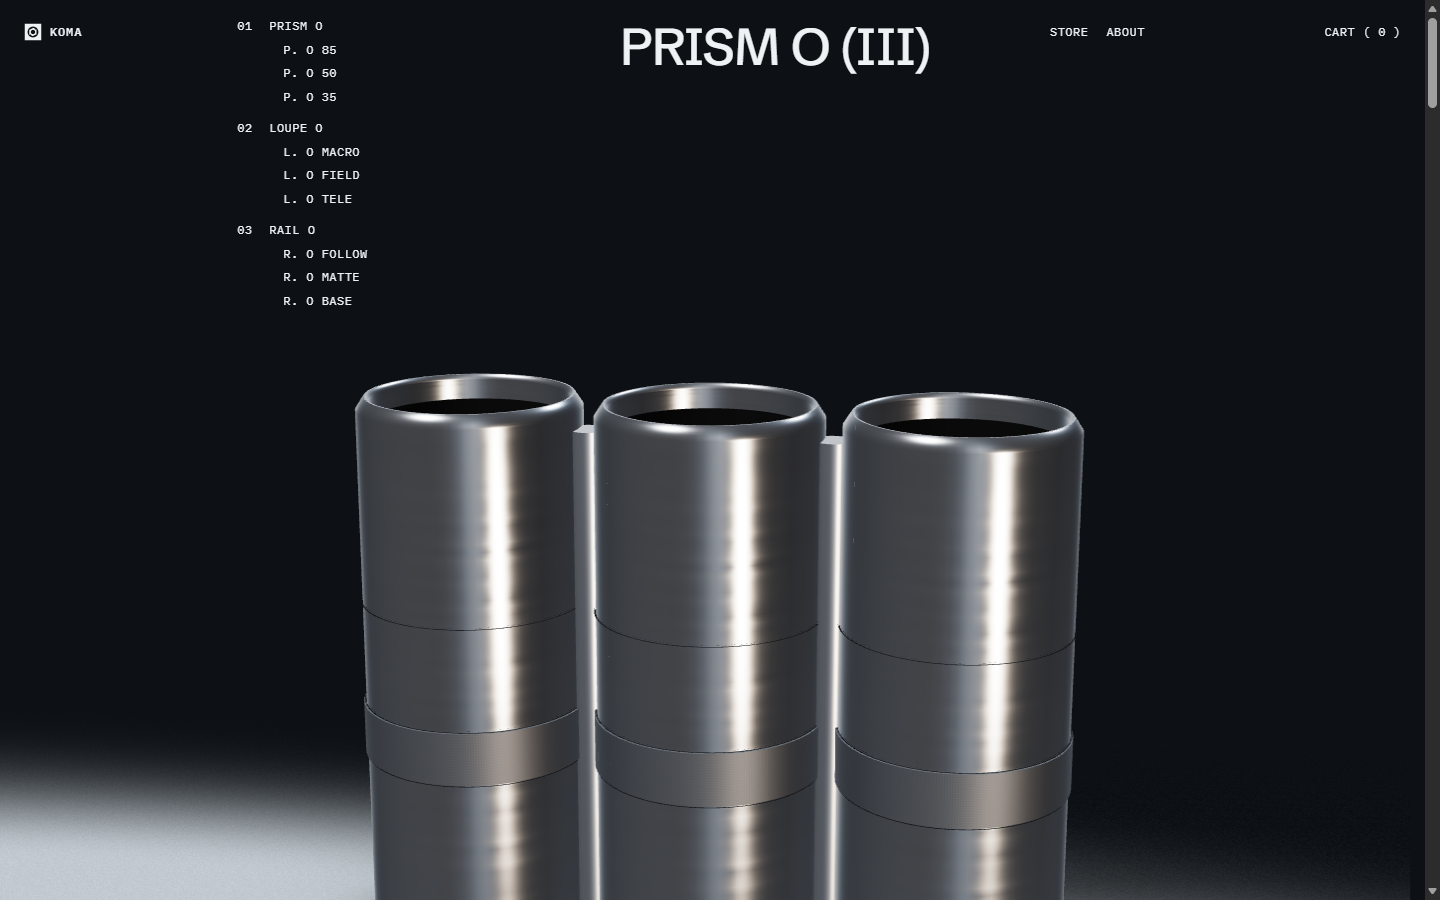 KOMA
01 PRISM O
P. O 85
P. O 50
P. O 35
02 LOUPE O
L. O MACRO
L. O FIELD
L. O TELE
03 RAIL O
R. O FOLLOW
R. O MATTE
R. O BASE
PRISM O (III)
STORE ABOUT
CART ( 0 )